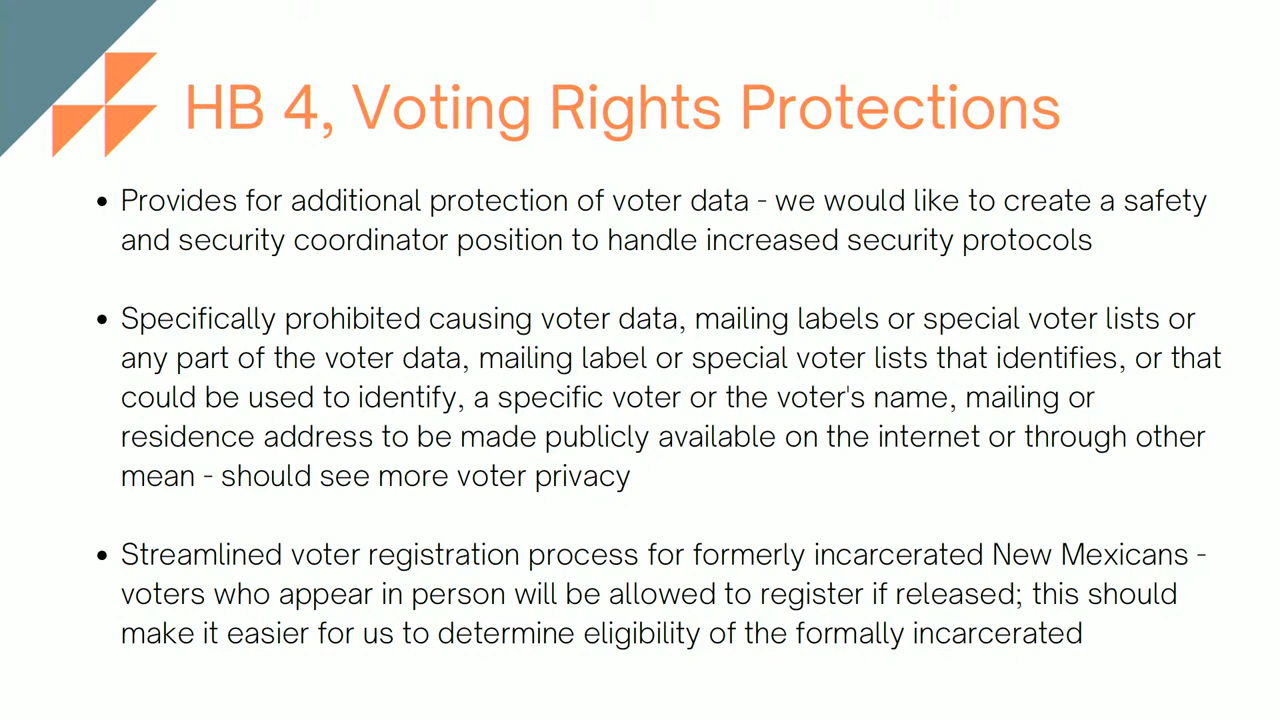 HB 4, Voting Rights Protections
• Provides for additional protection of voter data - we would like to create a safety
and security coordinator position to handle increased security protocols
• Specifically prohibited causing voter data, mailing labels or special voter lists or
any part of the voter data, mailing label or special voter lists that identifies, or that
could be used to identify, a specific voter or the voter's name, mailing or
residence address to be made publicly available on the internet or through other
mean - should see more voter privacy
• Streamlined voter registration process for formerly incarcerated New Mexicans -
voters who appear in person will be allowed to register if released; this should
make it easier for us to determine eligibility of the formally incarcerated